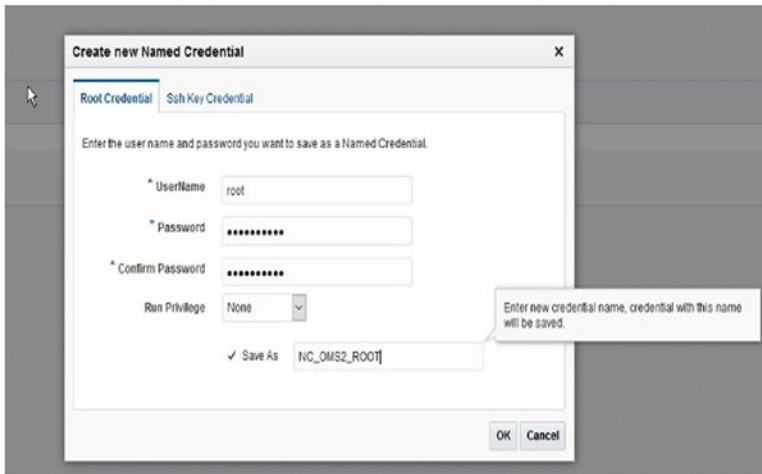 Create new Named Credential x
Root Credential Ssh Key Credential
Enter the user name and password you want to save as a Named Credential.
* UserName root
* Password ••••••••••
* Confirm Password ••••••••••
Run Privilege None
✓ Save As NC_OMS2_ROOT
Enter new credential name, credential with this name
will be saved.
OK Cancel